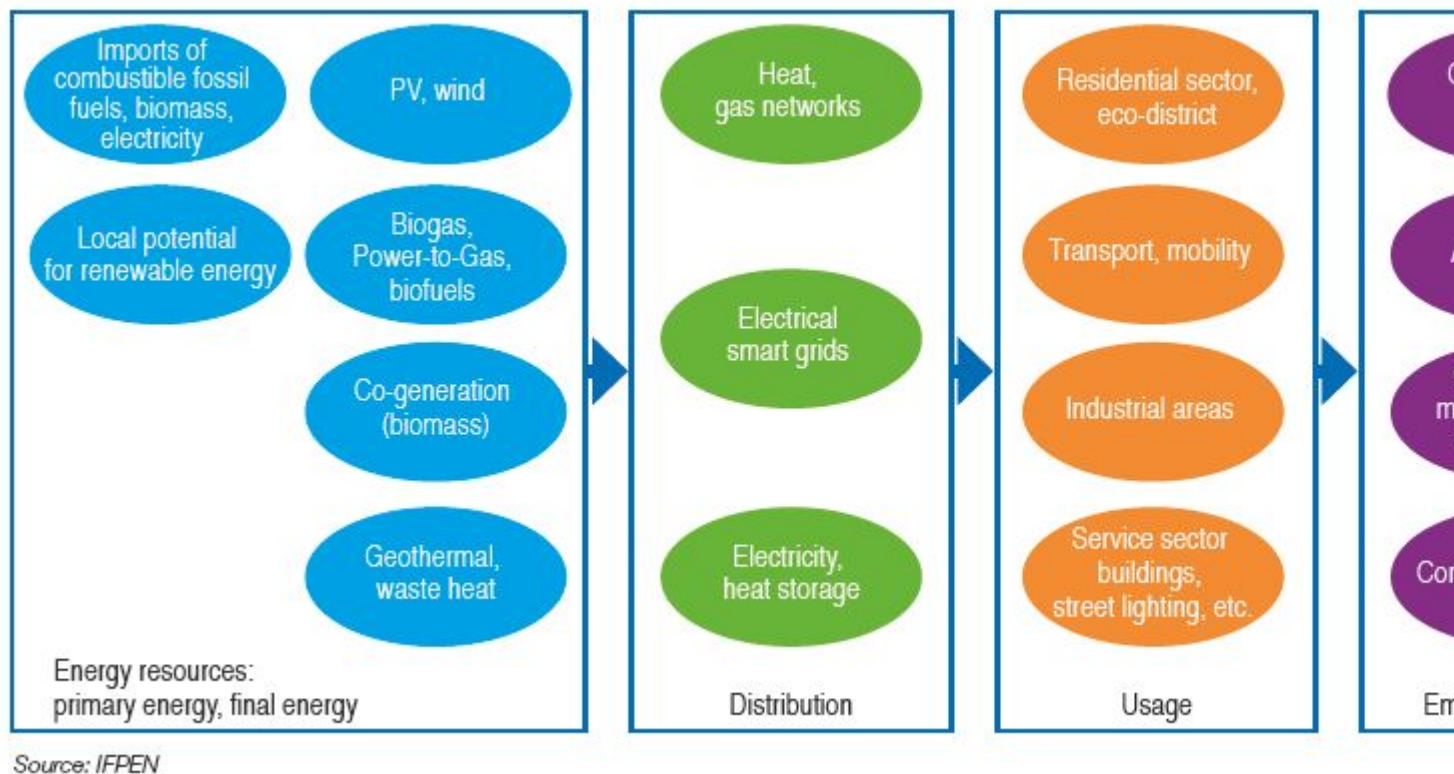 Imports of
combustible fossil
fuels, biomass,
electricity
PV, wind
Local potential
for renewable energy
Biogas,
Power-to-Gas,
biofuels
Co-generation
(biomass)
Geothermal,
waste heat
Energy resources:
primary energy, final energy
Heat,
gas networks
Electrical
smart grids
Electricity,
heat storage
Distribution
Residential sector,
eco-district
Transport, mobility
Industrial areas
Service sector
buildings,
street lighting, etc.
Usage
Source: IFPEN